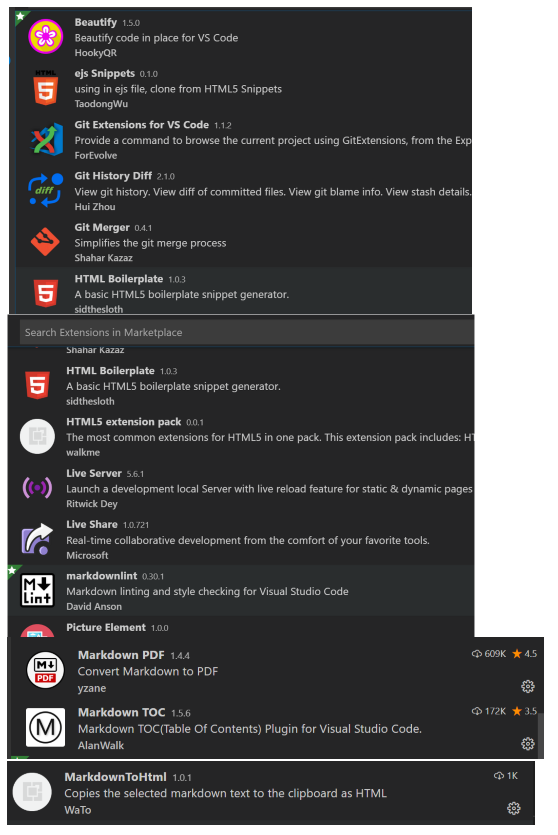 Beautify 1.5.0
Beautify code in place for VS Code
HookyQR
ejs Snippets 0.1.0
using in ejs file, clone from HTML5 Snippets
TaodongWu
Git Extensions for VS Code 1.1.2
Provide a command to browse the current project using GitExtensions, from the Exp
ForEvolve
diff
Git History Diff 2.1.0
View git history. View diff of committed files. View git blame info. View stash details.
Hui Zhou
Git Merger 0.4.1
Simplifies the git merge process
Shahar Kazaz
HTML Boilerplate 1.0.3
A basic HTML5 boilerplate snippet generator.
sidthesloth
Search Extensions in Marketplace
Shahar Kazaz
HTML Boilerplate 1.0.3
A basic HTML5 boilerplate snippet generator.
sidthesloth
HTML5 extension pack 0.0.1
The most common extensions for HTML5 in one pack. This extension pack includes: HT
walkme
Live Server 5.6.1
Launch a development local Server with live reload feature for static & dynamic pages
Ritwick Dey
Live Share 1.0.721
Real-time collaborative development from the comfort of your favorite tools.
Microsoft
M Lint
markdownlint 0.30.1
Markdown linting and style checking for Visual Studio Code
David Anson
Picture Element 1.0.0
M PDF
Markdown PDF 1.4.4 609K 4.5
Convert Markdown to PDF
yzane
M
Markdown TOC 1.5.6 172K 3.5
Markdown TOC(Table Of Contents) Plugin for Visual Studio Code.
AlanWalk
MarkdownToHtml 1.0.1 1K
Copies the selected markdown text to the clipboard as HTML
WaTo